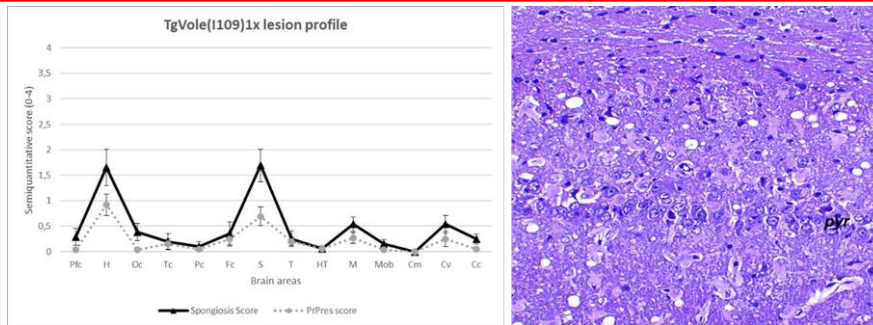 TgVole(I109)1x lesion profile
Semiquantitative score (0-4)
4
3,5
3
2,5
2
1,5
1
0,5
0
Pfc H Oc Tc Pc Fc S T HT M Mob Cm Cv Cc
Brain areas
Spongiosis Score PrPres score
pyr